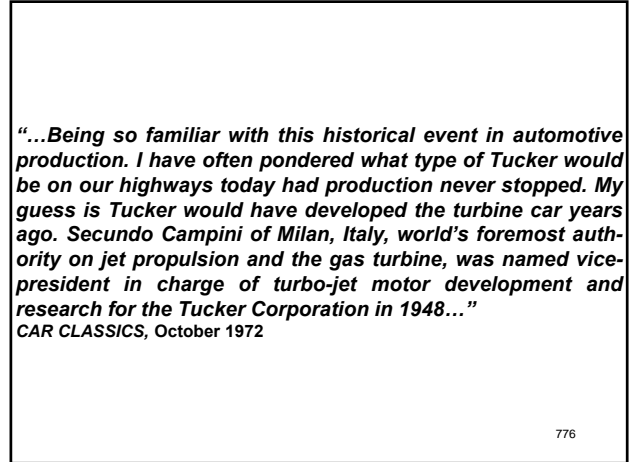 “…Being so familiar with this historical event in automotive
production. I have often pondered what type of Tucker would
be on our highways today had production never stopped. My
guess is Tucker would have developed the turbine car years
ago. Secundo Campini of Milan, Italy, world’s foremost auth-
ority on jet propulsion and the gas turbine, was named vice-
president in charge of turbo-jet motor development and
research for the Tucker Corporation in 1948…”
CAR CLASSICS, October 1972
776